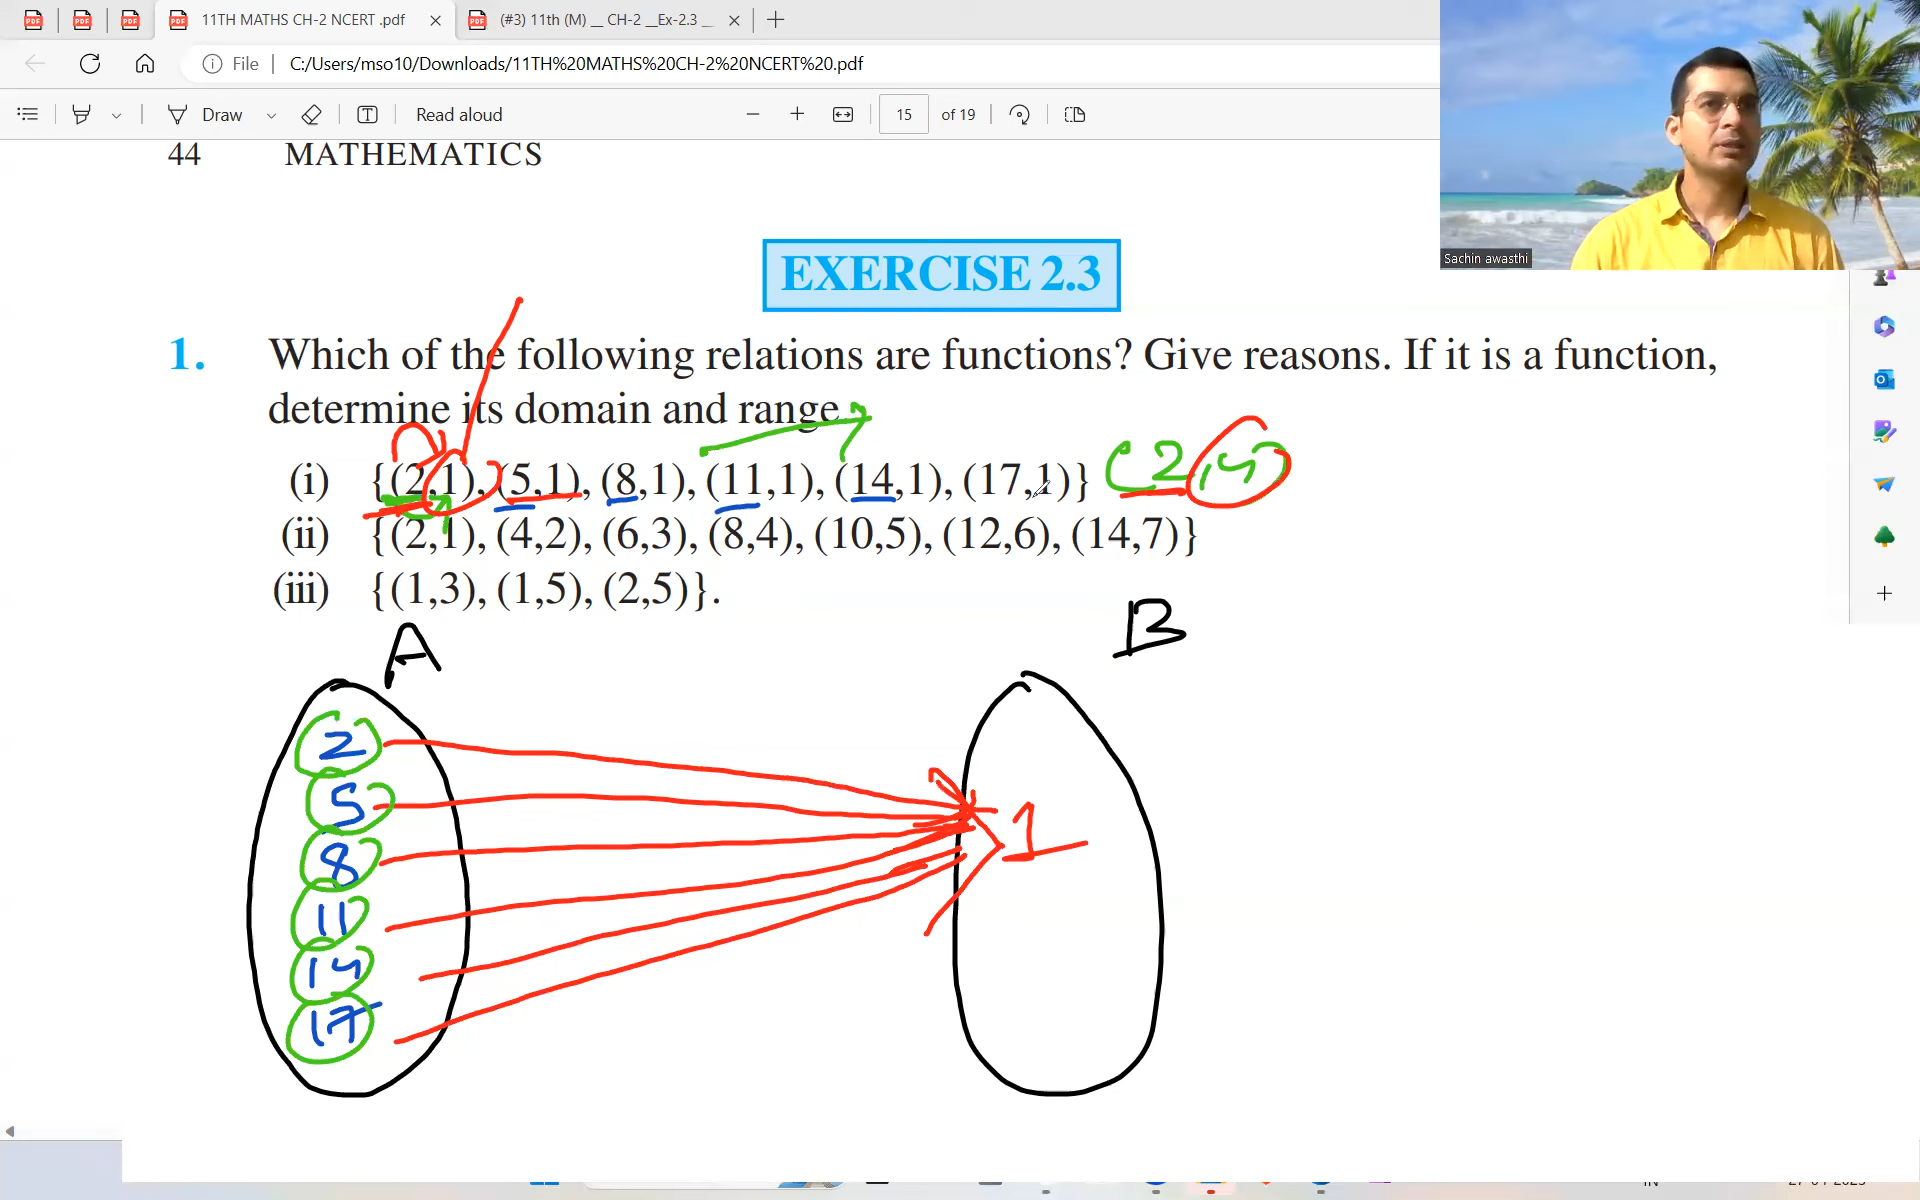 11TH MATHS CH-2 NCERT .pdf
(#3) 11th (M) __ CH-2 __Ex-2.3 __
File
C:/Users/mso10/Downloads/11TH%20MATHS%20CH-2%20NCERT%20.pdf
Draw
Read aloud
15 of 19
Sachin awasthi
44 MATHEMATICS
EXERCISE 2.3
1. Which of the following relations are functions? Give reasons. If it is a function,
determine its domain and range
(i) {(2,1), (5,1), (8,1), (11,1), (14,1), (17,1)} (2,4)
(ii) {(2,1), (4,2), (6,3), (8,4), (10,5), (12,6), (14,7)}
(iii) {(1,3), (1,5), (2,5)}.
A B
2
5
8
11
14
17
1